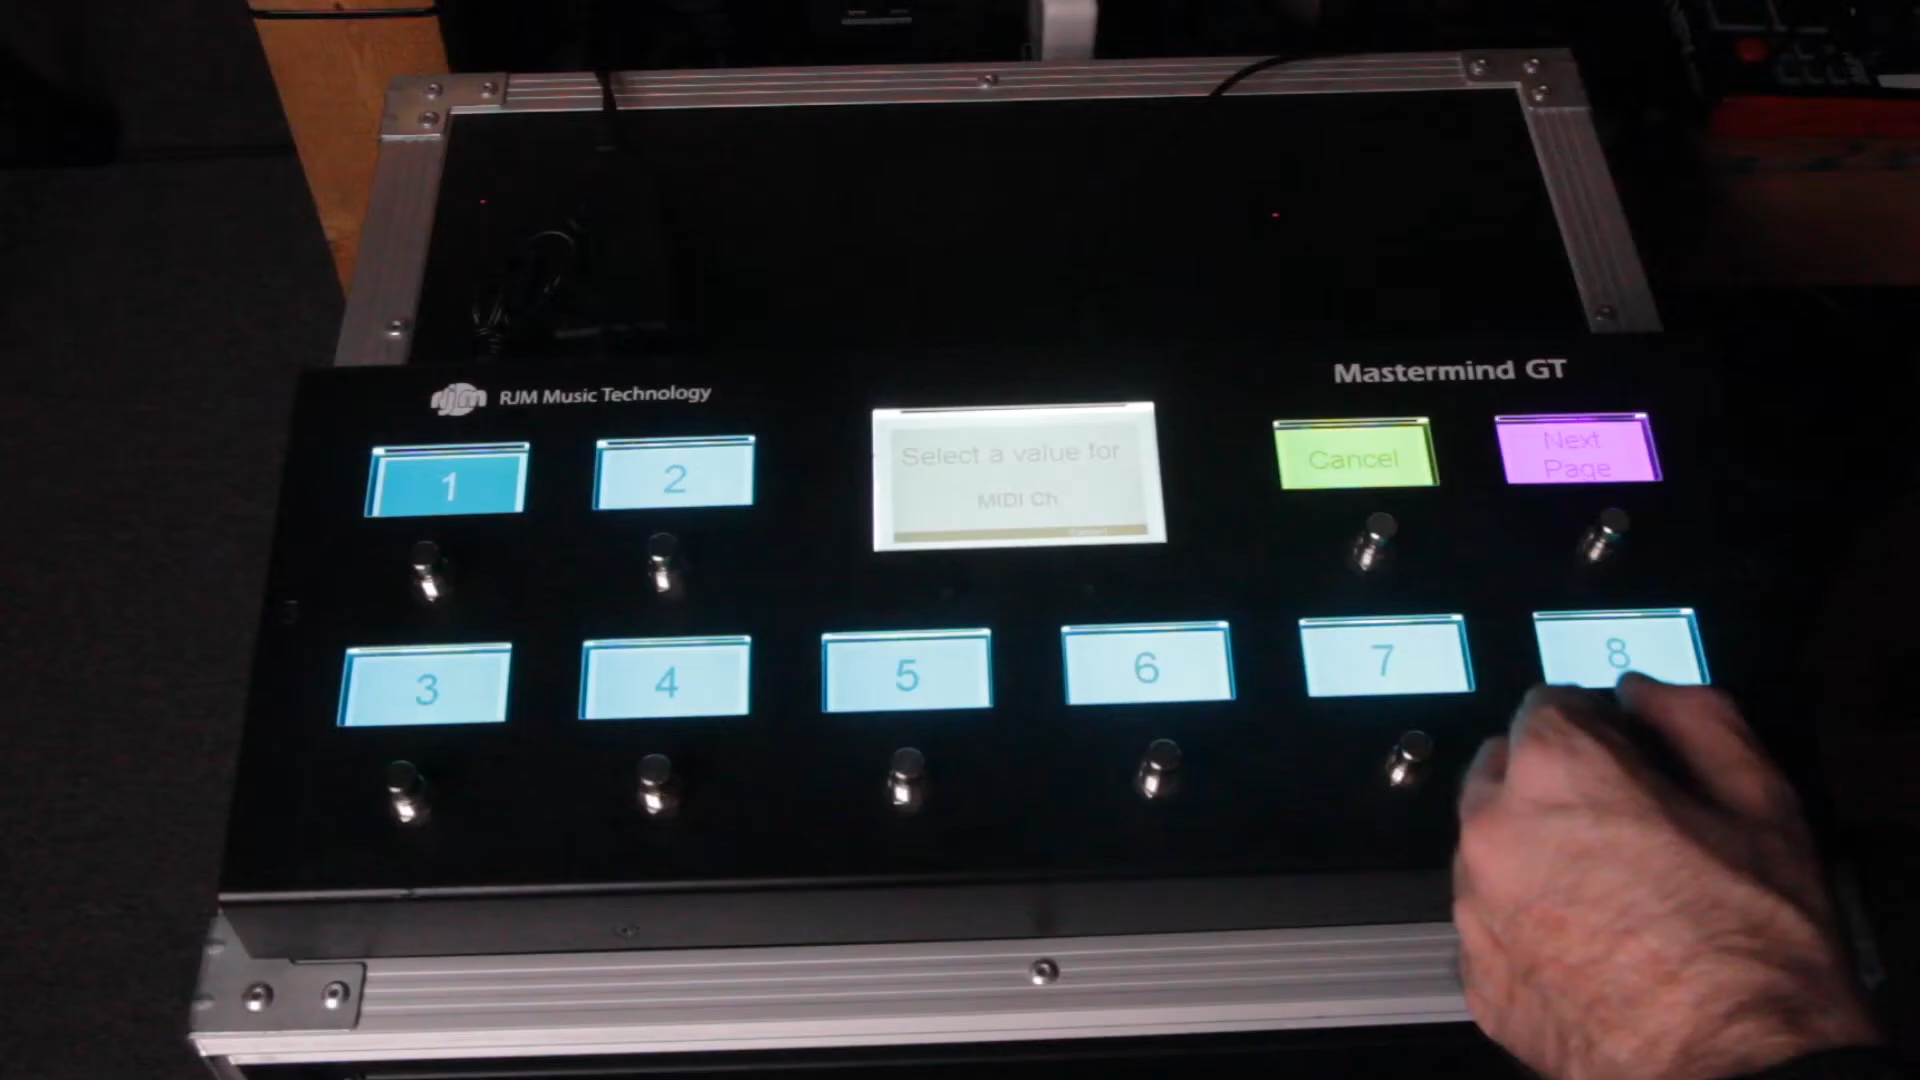 rjm RJM Music Technology
Mastermind GT
1
2
Select a value for
MIDI Ch
Cancel
Next
Page
3
4
5
6
7
8